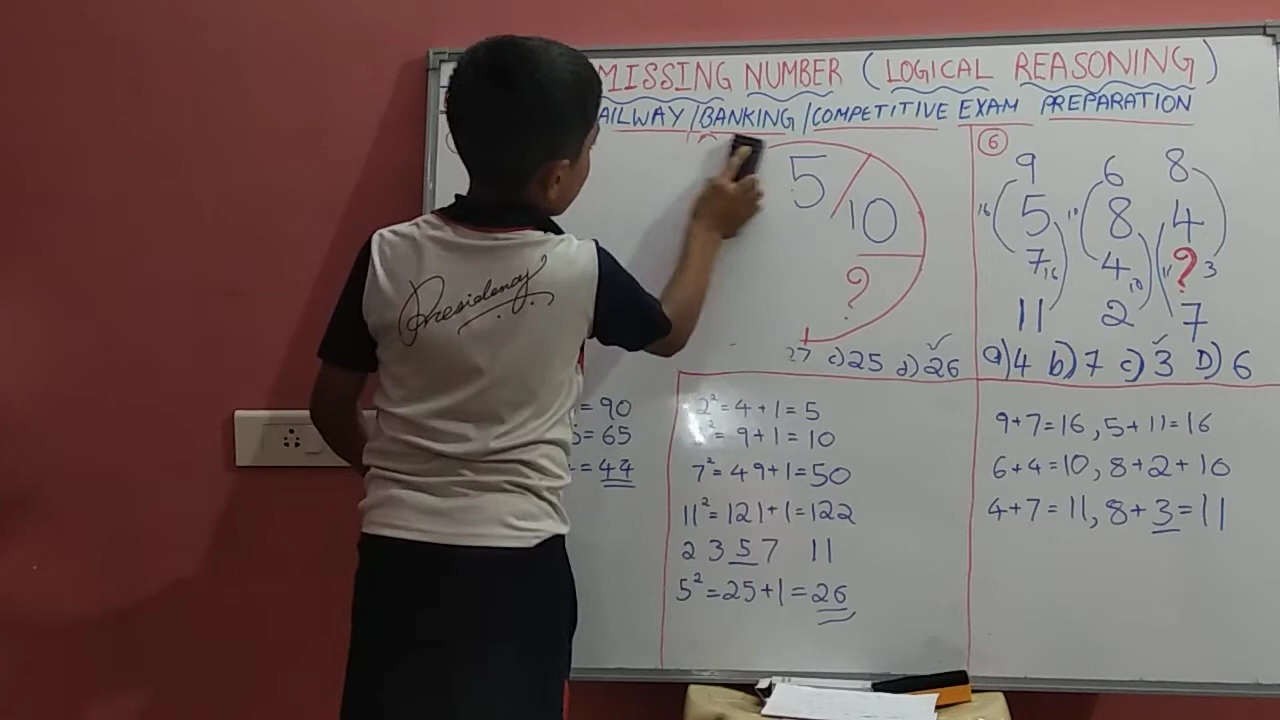 MISSING NUMBER (LOGICAL REASONING)
AILWAY/BANKING/COMPETITIVE EXAM PREPARATION
5
10
?
27 c) 25 d) 26
6
9 6 8
16 5 10 8 4
7 16 4 10 11 ? 3
11 2 7
a) 4 b) 7 c) 3 D) 6
Presidency
= 90
= 65
= 44
2² = 4 + 1 = 5
² = 9 + 1 = 10
7² = 49 + 1 = 50
11² = 121 + 1 = 122
2 3 5 7 11
5² = 25 + 1 = 26
9 + 7 = 16, 5 + 11 = 16
6 + 4 = 10, 8 + 2 + 10
4 + 7 = 11, 8 + 3 = 11